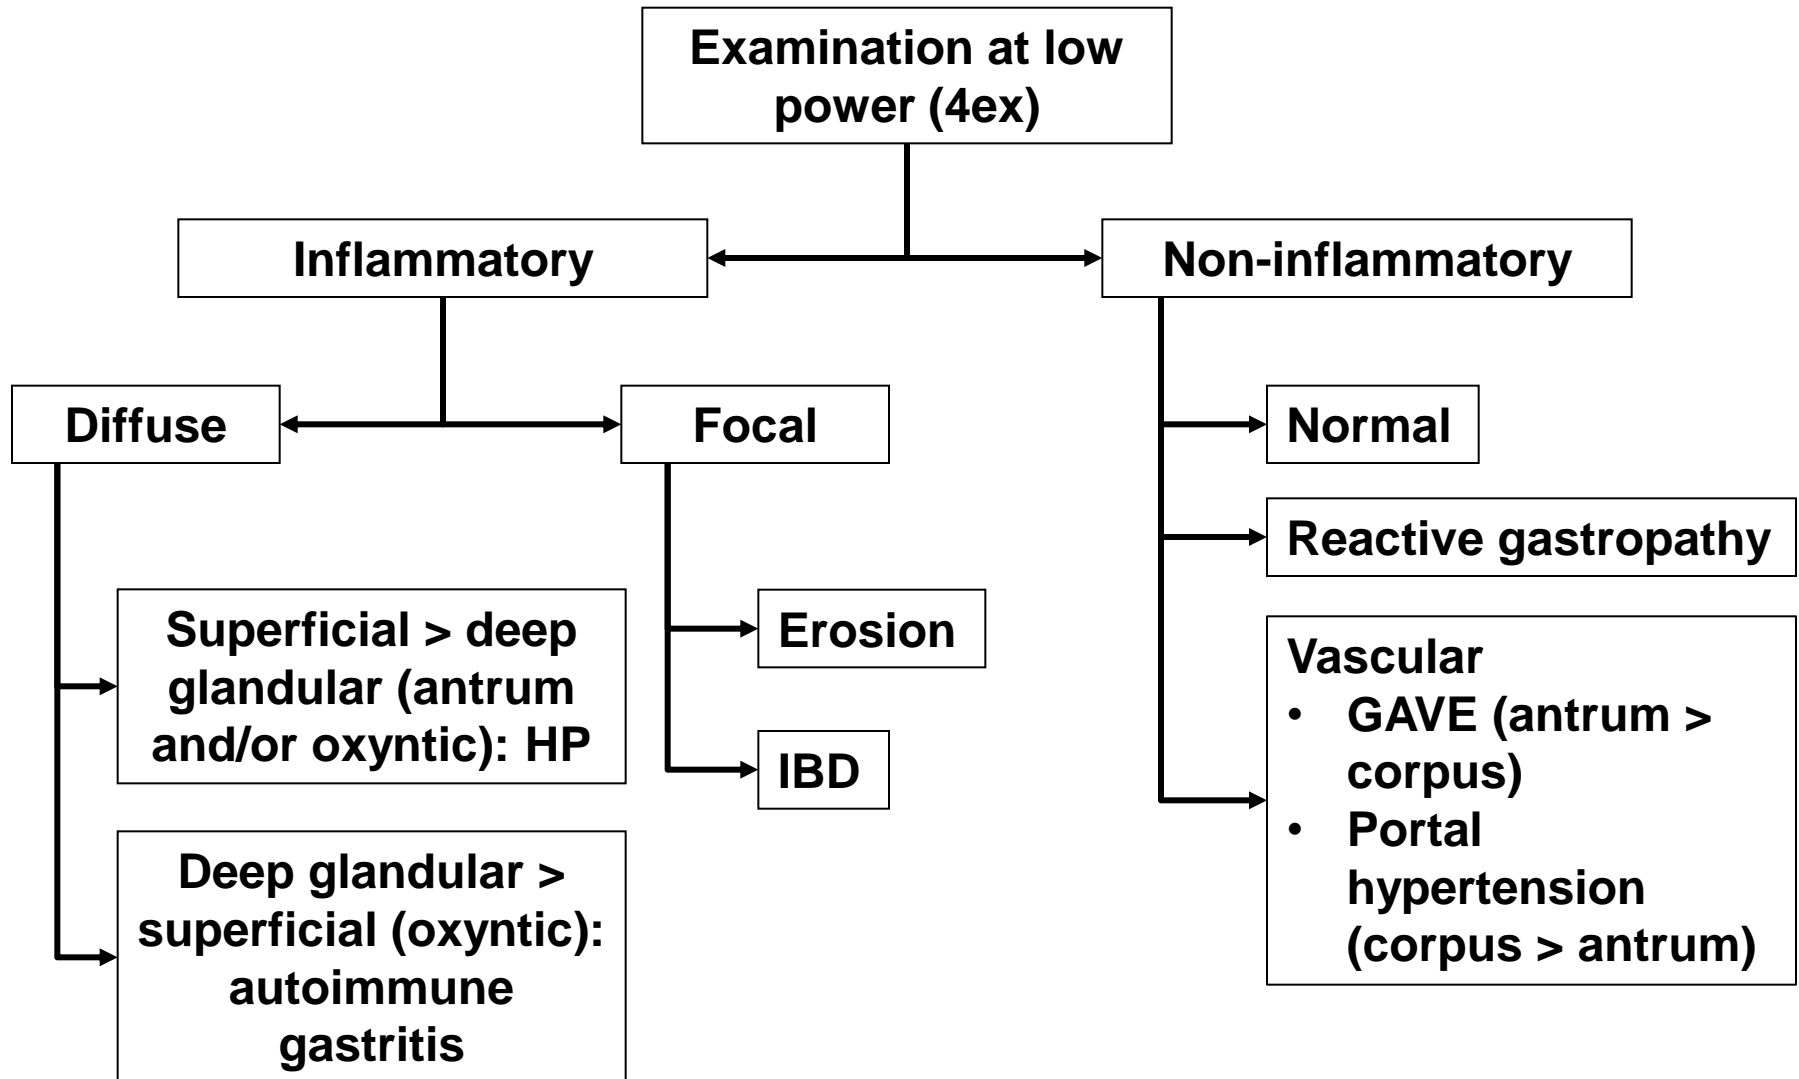 Examination at low
power (4ex)
Inflammatory
Non-inflammatory
Diffuse
Focal
Normal
Reactive gastropathy
Superficial > deep
glandular (antrum
and/or oxyntic): HP
Erosion
Vascular
• GAVE (antrum >
corpus)
• Portal
hypertension
(corpus > antrum)
IBD
Deep glandular >
superficial (oxyntic):
autoimmune
gastritis